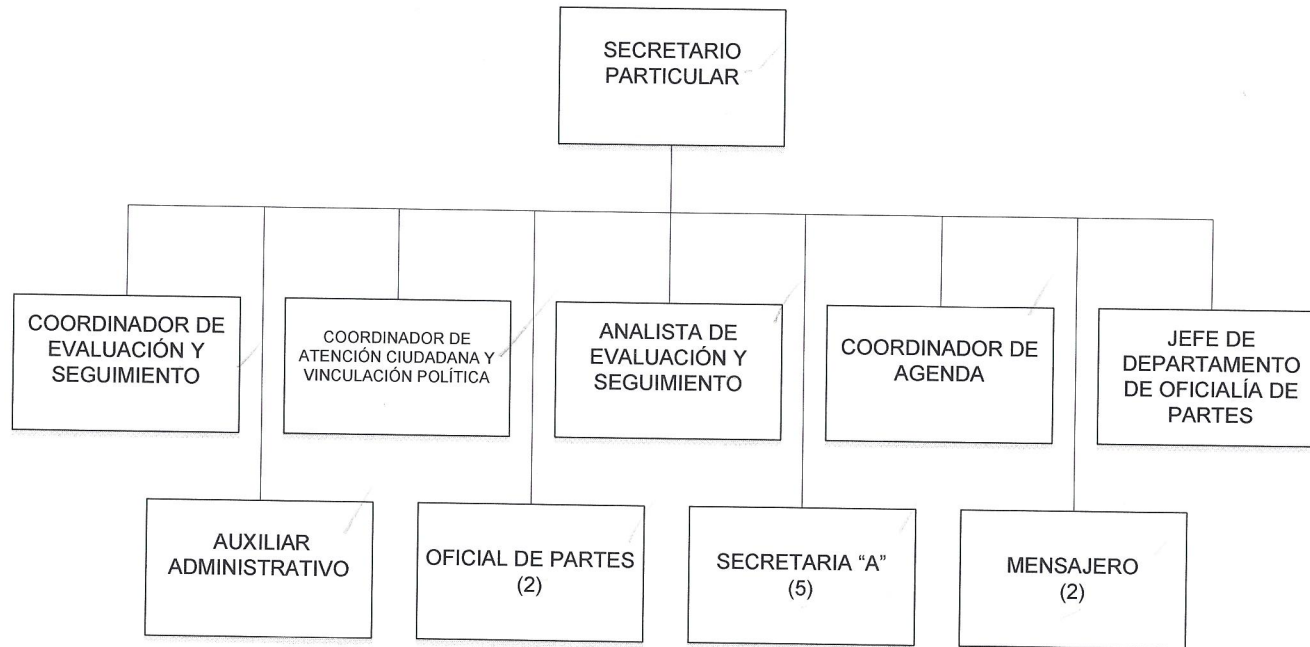 SECRETARIO
PARTICULAR
COORDINADOR DE
EVALUACIÓN Y
SEGUIMIENTO
COORDINADOR DE
ATENCIÓN CIUDADANA Y
VINCULACIÓN POLÍTICA
ANALISTA DE
EVALUACIÓN Y
SEGUIMIENTO
COORDINADOR DE
AGENDA
JEFE DE
DEPARTAMENTO
DE OFICIALÍA DE
PARTES
AUXILIAR
ADMINISTRATIVO
OFICIAL DE PARTES
(2)
SECRETARIA “A”
(5)
MENSAJERO
(2)